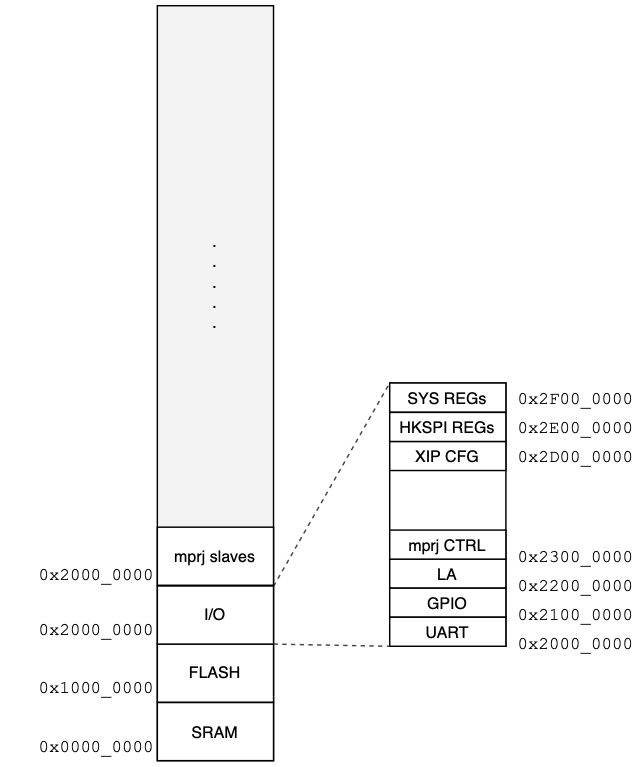 SYS REGs 0x2F00_0000
HKSPI REGs 0x2E00_0000
XIP CFG 0x2D00_0000
mprj CTRL
0x2300_0000
LA
0x2200_0000
GPIO
0x2100_0000
UART
0x2000_0000
mprj slaves
0x2000_0000
I/O
0x2000_0000
FLASH
0x1000_0000
SRAM
0x0000_0000